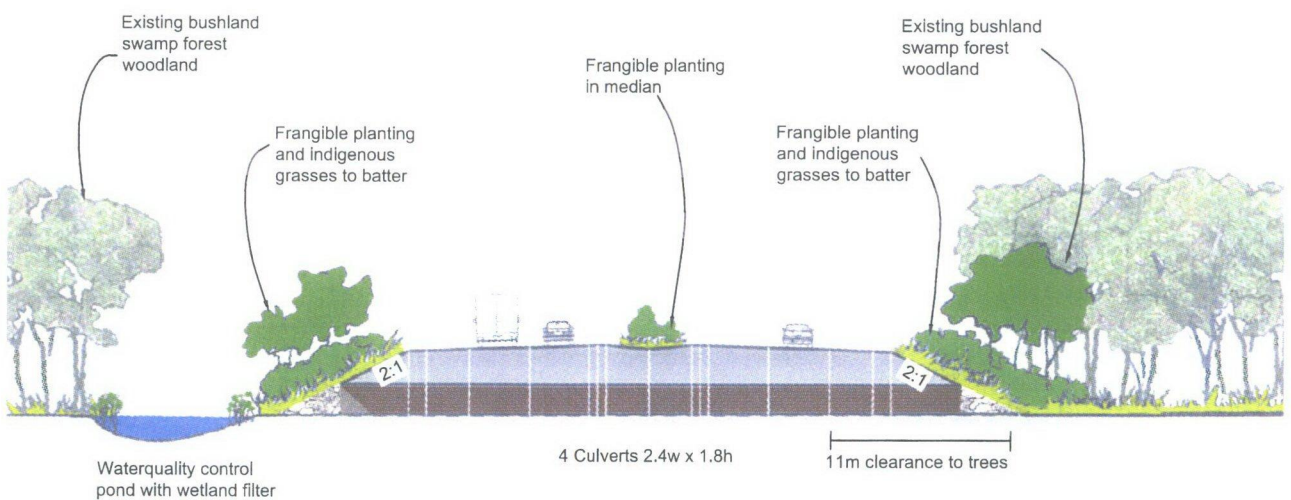 Existing bushland
swamp forest
woodland
Frangible planting
and indigenous
grasses to batter
Frangible planting
in median
Frangible planting
and indigenous
grasses to batter
Existing bushland
swamp forest
woodland
2:1
2:1
4 Culverts 2.4w x 1.8h
11m clearance to trees
Waterquality control
pond with wetland filter